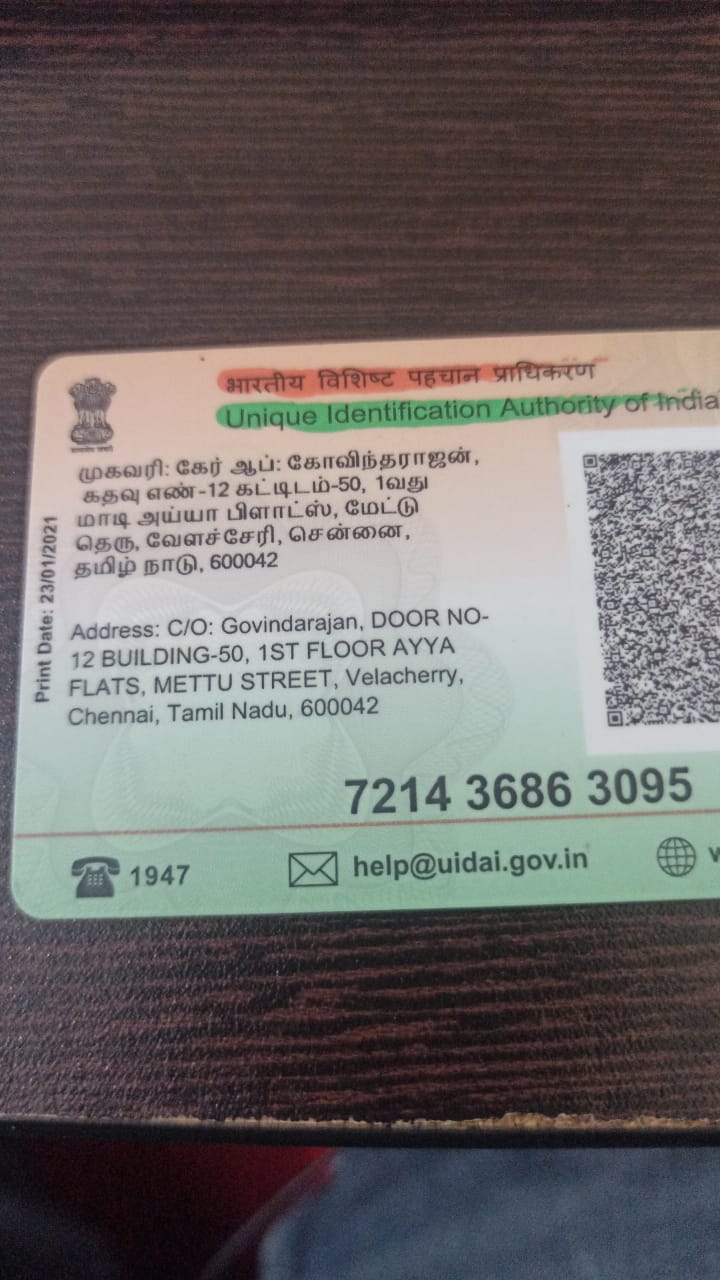 भारतीय विशिष्ट पहचान प्राधिकरण
Unique Identification Authority of India
முகவரி: கேர் ஆப்: கோவிந்தராஜன்,
கதவு எண்-12 கட்டிடம்-50, 1வது
மாடி அய்யா பிளாட்ஸ், மேட்டு
தெரு, வேளச்சேரி, சென்னை,
தமிழ் நாடு, 600042
Print Date: 23/01/2021
Address: C/O: Govindarajan, DOOR NO-
12 BUILDING-50, 1ST FLOOR AYYA
FLATS, METTU STREET, Velacherry,
Chennai, Tamil Nadu, 600042
7214 3686 3095
1947 help@uidai.gov.in